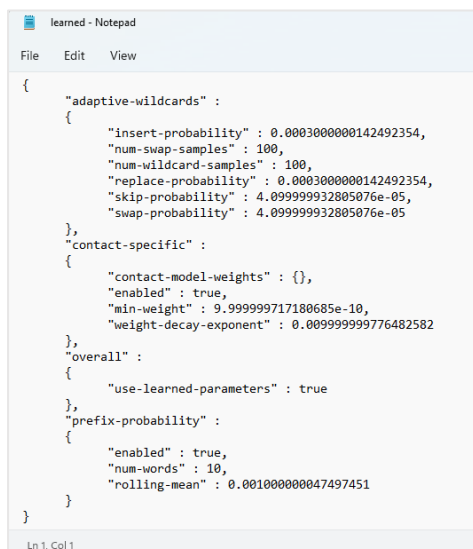 learned - Notepad
File Edit View
{
"adaptive-wildcards" :
{
"insert-probability" : 0.0003000000142492354,
"num-swap-samples" : 100,
"num-wildcard-samples" : 100,
"replace-probability" : 0.0003000000142492354,
"skip-probability" : 4.099999932805076e-05,
"swap-probability" : 4.099999932805076e-05
},
"contact-specific" :
{
"contact-model-weights" : {},
"enabled" : true,
"min-weight" : 9.999999717180685e-10,
"weight-decay-exponent" : 0.009999999776482582
},
"overall" :
{
"use-learned-parameters" : true
},
"prefix-probability" :
{
"enabled" : true,
"num-words" : 10,
"rolling-mean" : 0.001000000047497451
}
}
Ln 1, Col 1